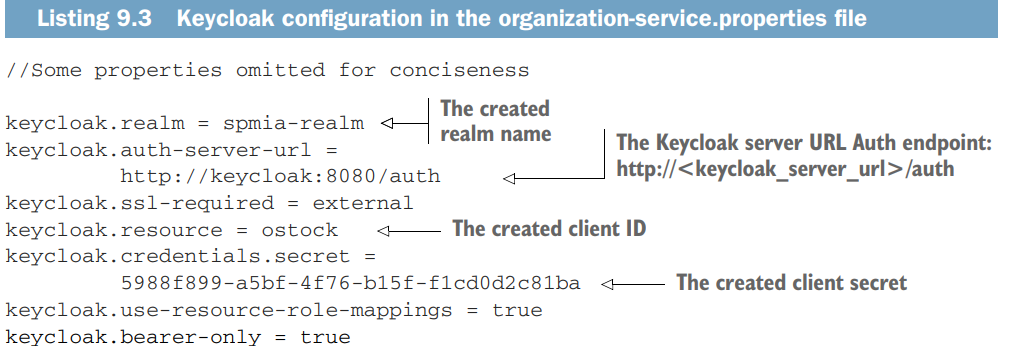 Listing 9.3 Keycloak configuration in the organization-service.properties file
//Some properties omitted for conciseness
keycloak.realm = spmia-realm
The created
realm name
keycloak.auth-server-url =
http://keycloak:8080/auth
The Keycloak server URL Auth endpoint:
http://<keycloak_server_url>/auth
keycloak.ssl-required = external
keycloak.resource = ostock
The created client ID
keycloak.credentials.secret =
5988f899-a5bf-4f76-b15f-f1cd0d2c81ba
The created client secret
keycloak.use-resource-role-mappings = true
keycloak.bearer-only = true